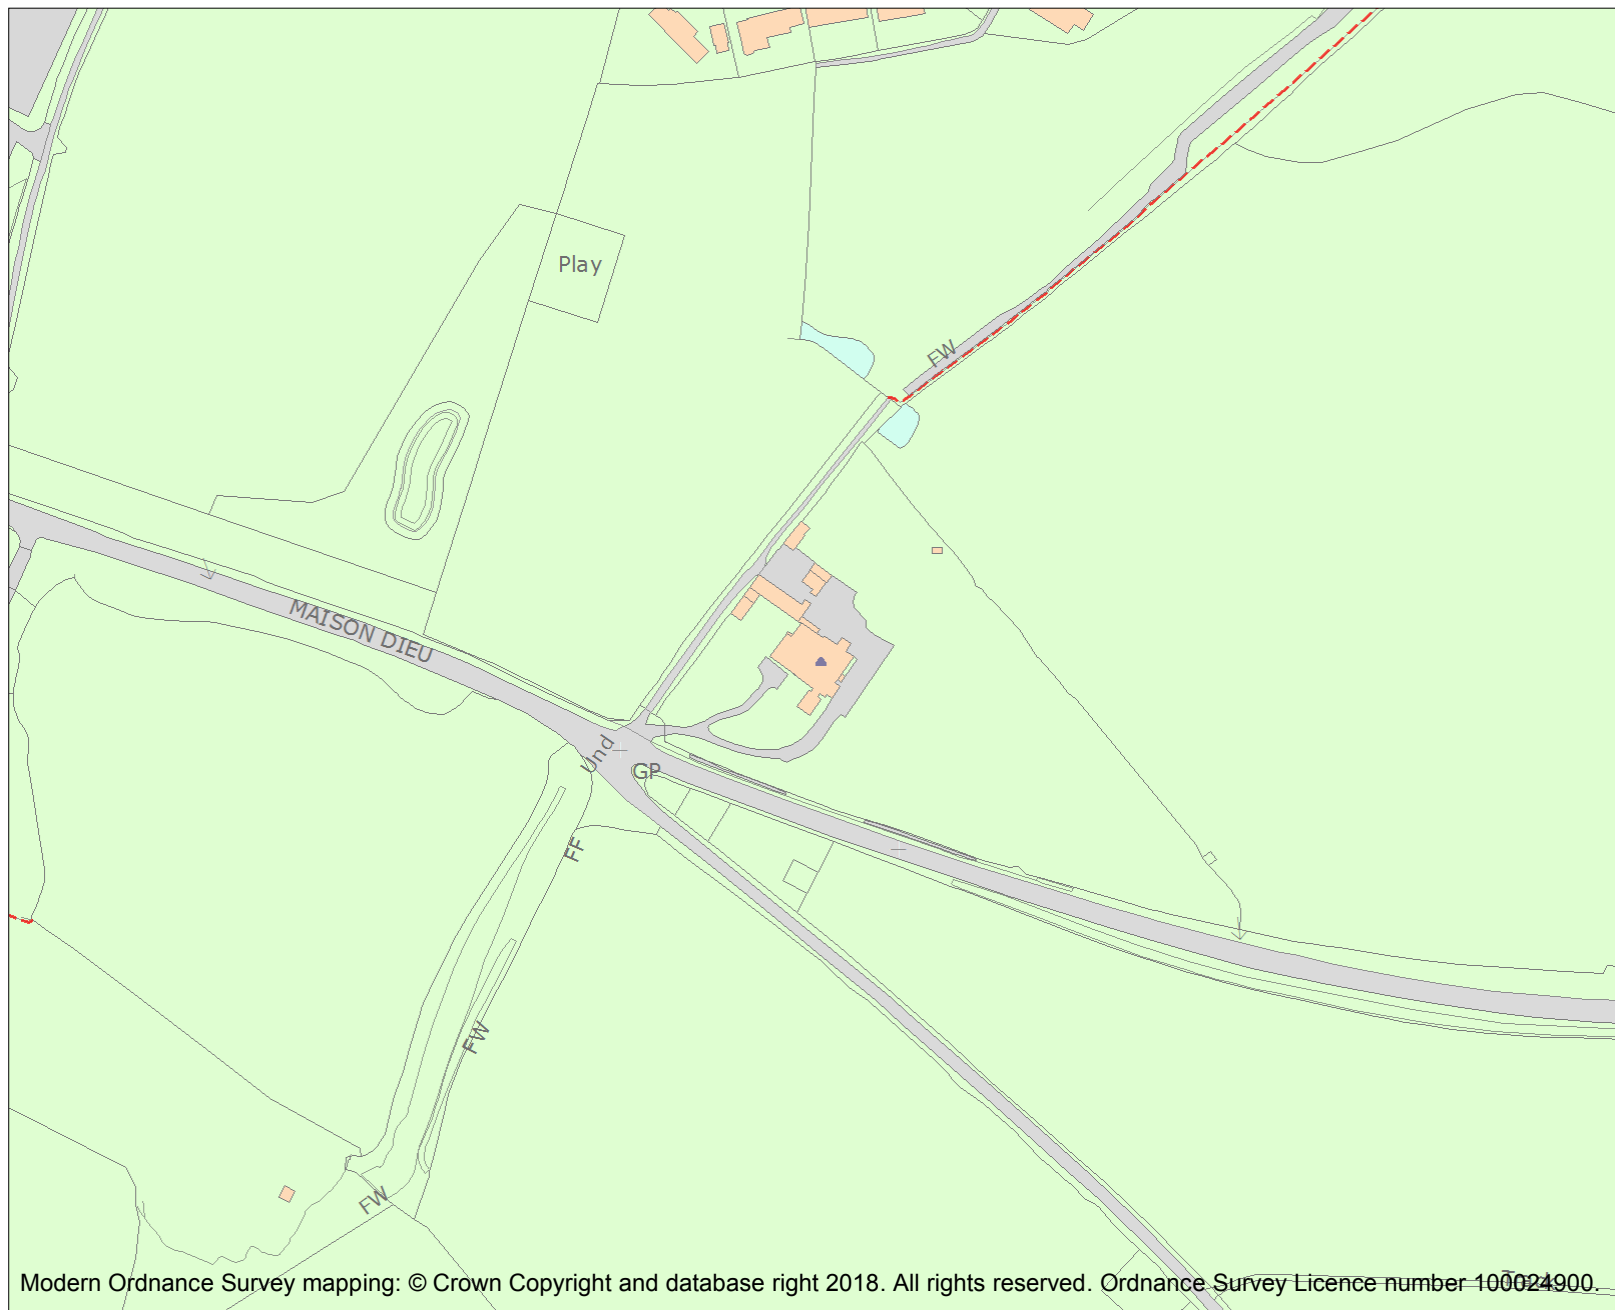 Play
FW
MAISON DIEU
Und
GP
FF
FW
FW
Modern Ordnance Survey mapping: © Crown Copyright and database right 2018. All rights reserved. Ordnance Survey Licence number 100024900.